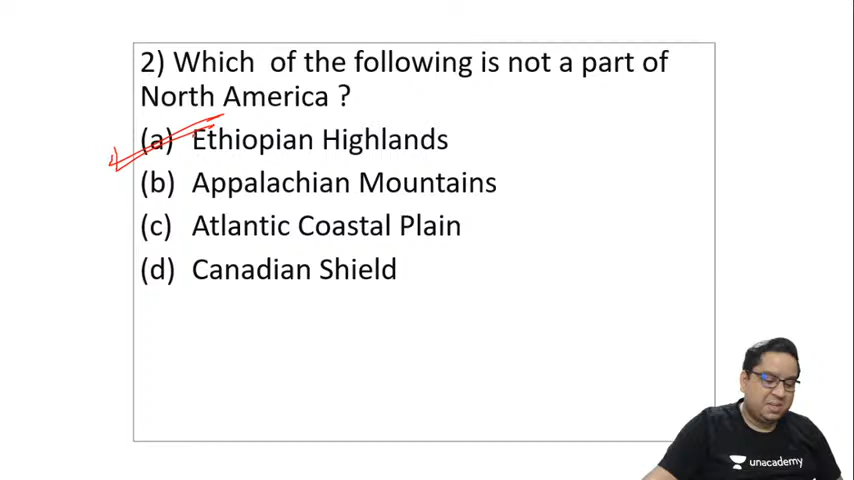 2) Which of the following is not a part of
North America ?
(a) Ethiopian Highlands
(b) Appalachian Mountains
(c) Atlantic Coastal Plain
(d) Canadian Shield
unacademy